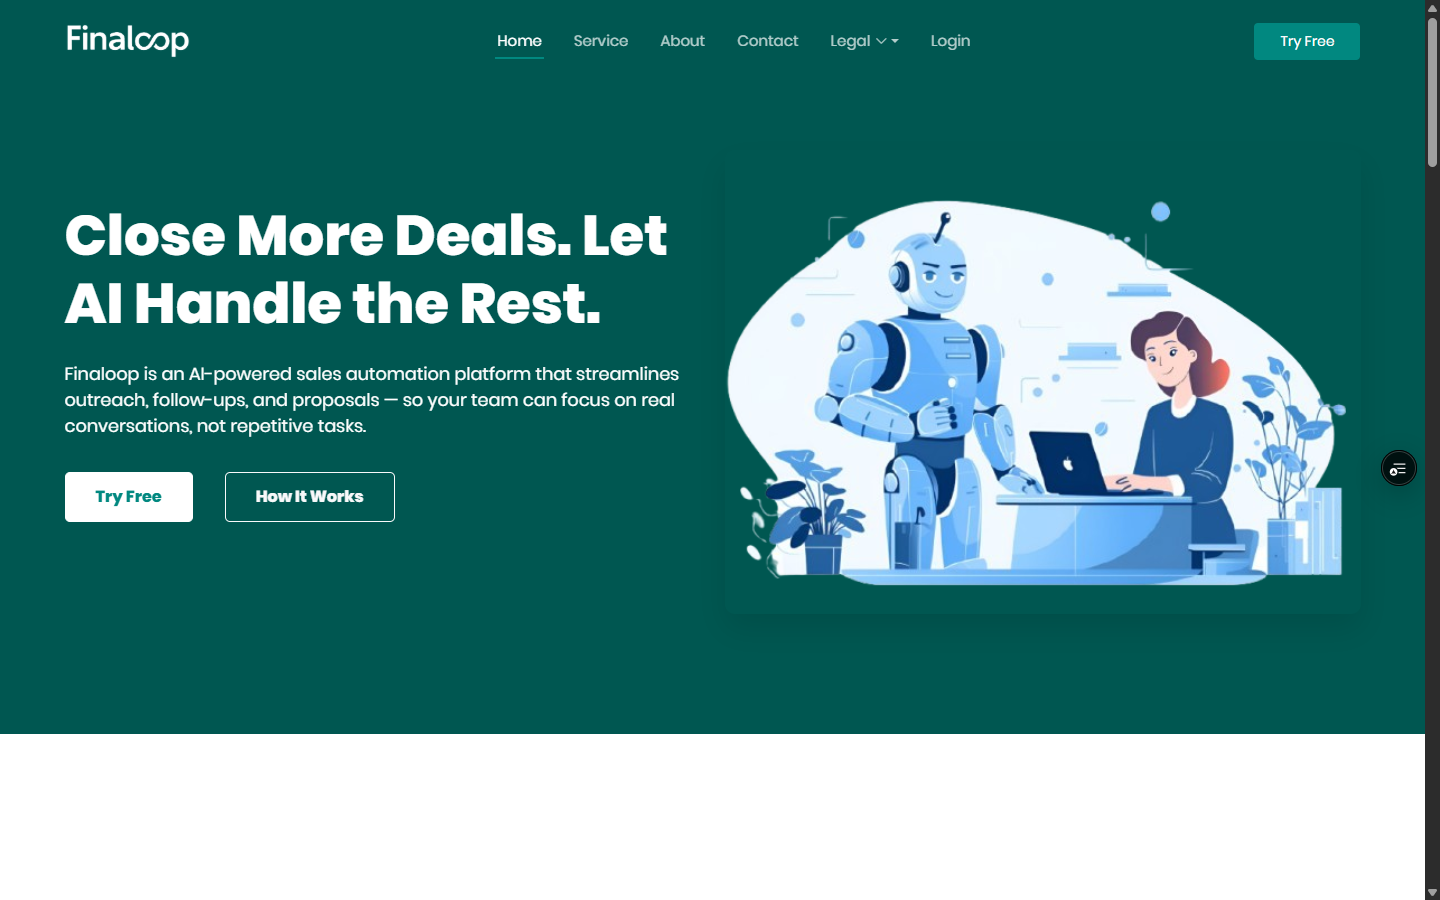 Finaloop
Home Service About Contact Legal Login
Try Free
Close More Deals. Let
AI Handle the Rest.
Finaloop is an AI-powered sales automation platform that streamlines
outreach, follow-ups, and proposals — so your team can focus on real
conversations, not repetitive tasks.
Try Free
How It Works